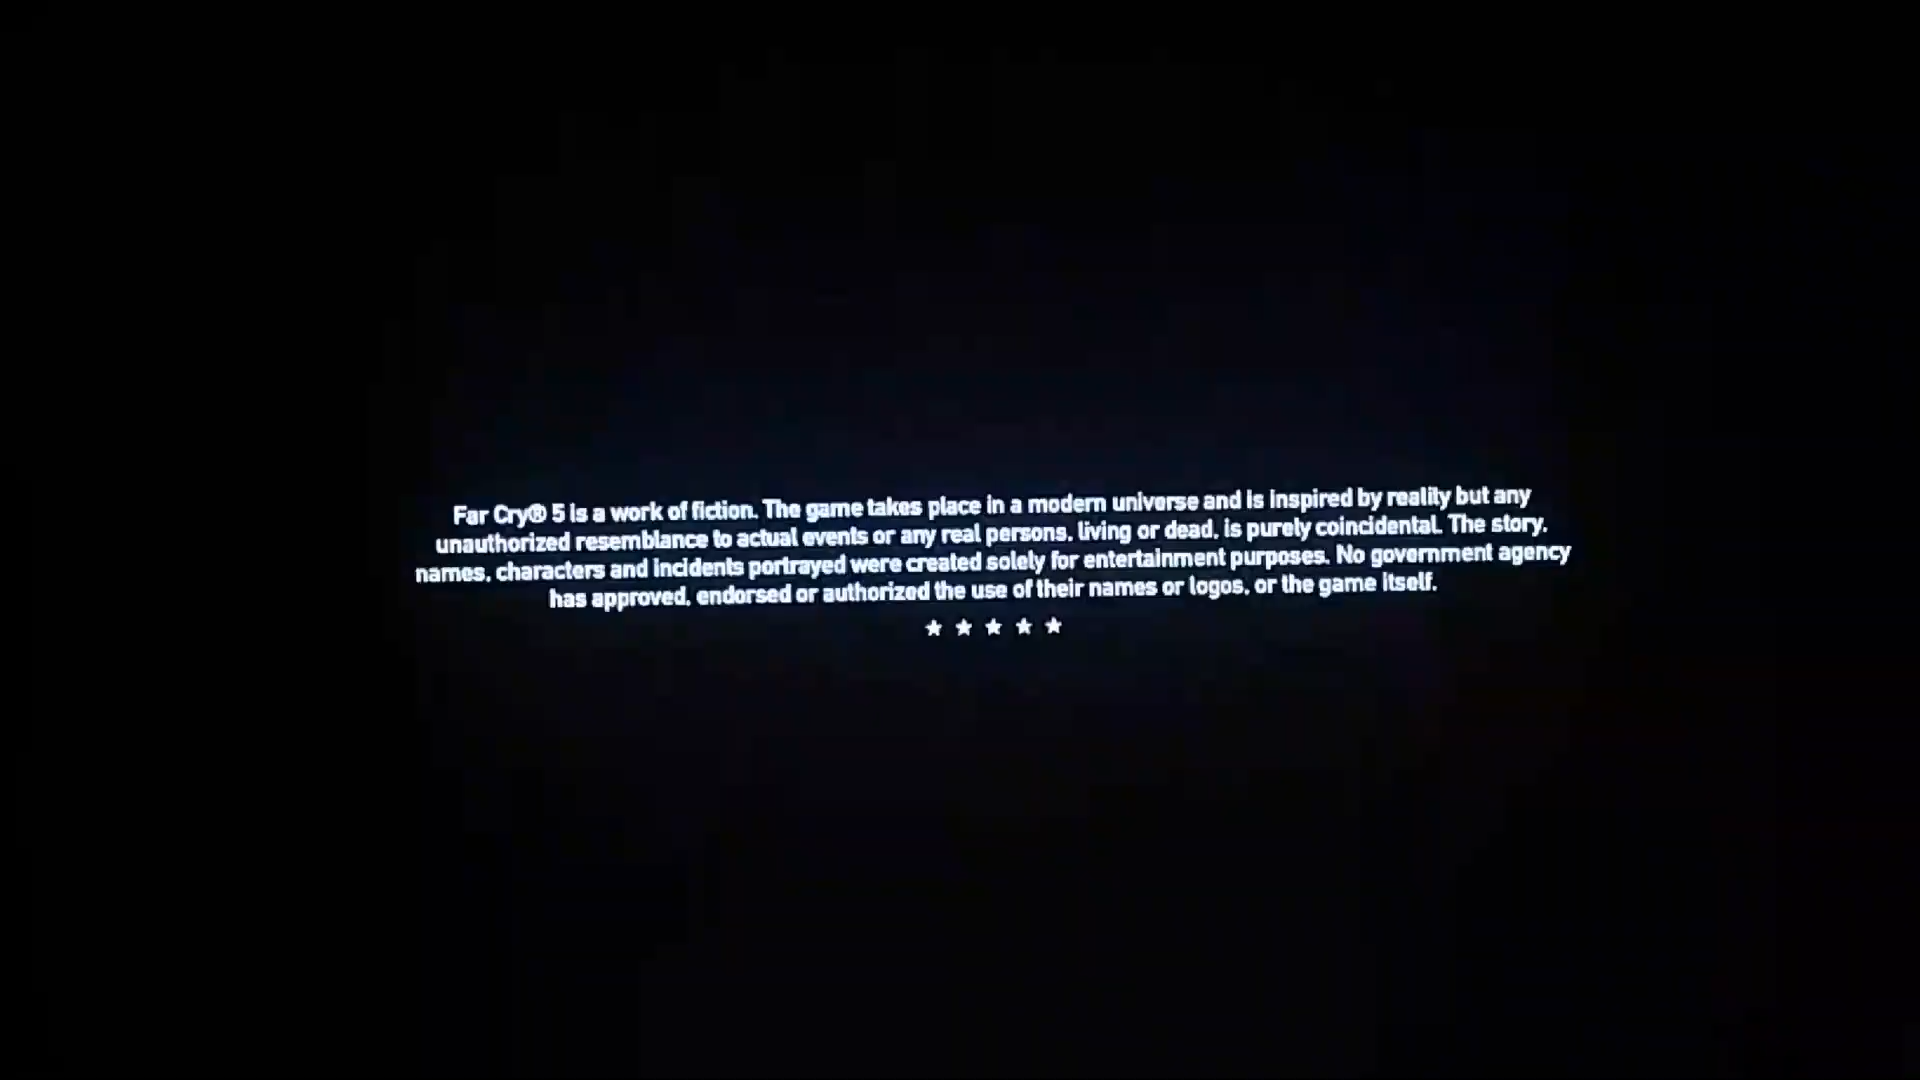 Far Cry® 5 is a work of fiction. The game takes place in a modern universe and is inspired by reality but any
unauthorized resemblance to actual events or any real persons, living or dead, is purely coincidental. The story,
names, characters and incidents portrayed were created solely for entertainment purposes. No government agency
has approved, endorsed or authorized the use of their names or logos, or the game itself.
★ ★ ★ ★ ★